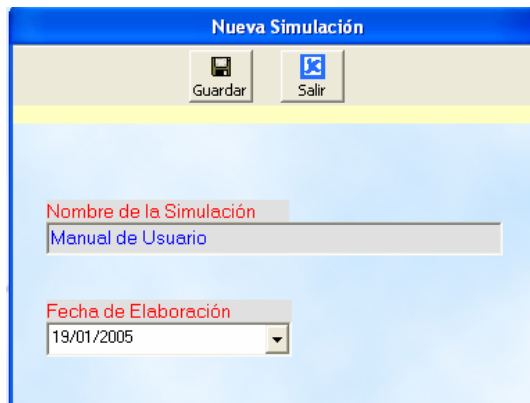 Nueva Simulación
Guardar
Salir
Nombre de la Simulación
Manual de Usuario
Fecha de Elaboración
19/01/2005